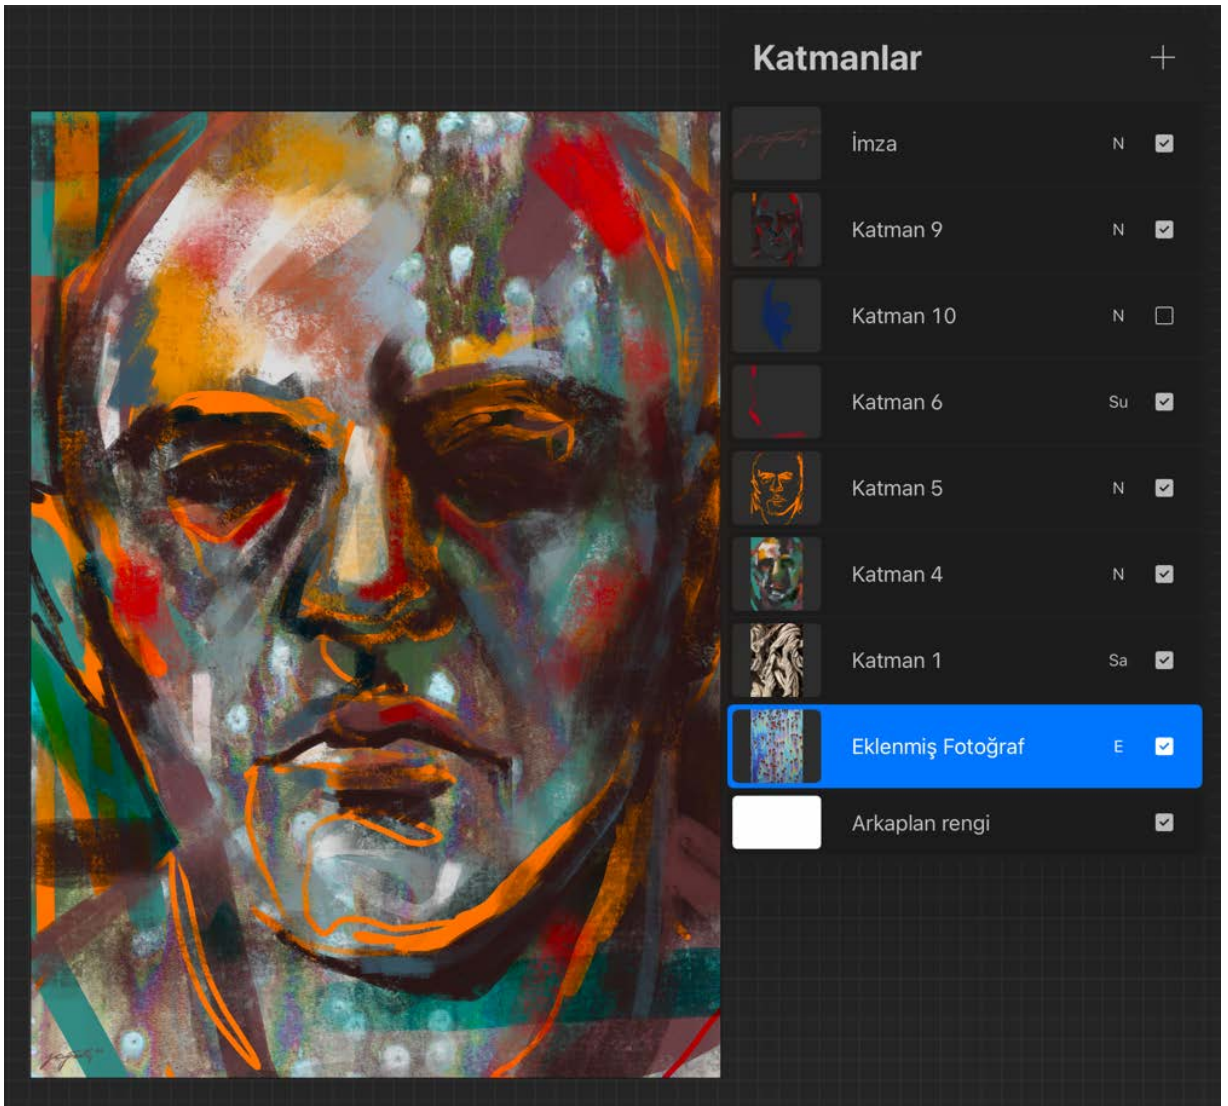 Katmanlar
İmza N
Katman 9 N
Katman 10 N
Katman 6 Su
Katman 5 N
Katman 4 N
Katman 1 Sa
Eklenmiş Fotoğraf E
Arkaplan rengi